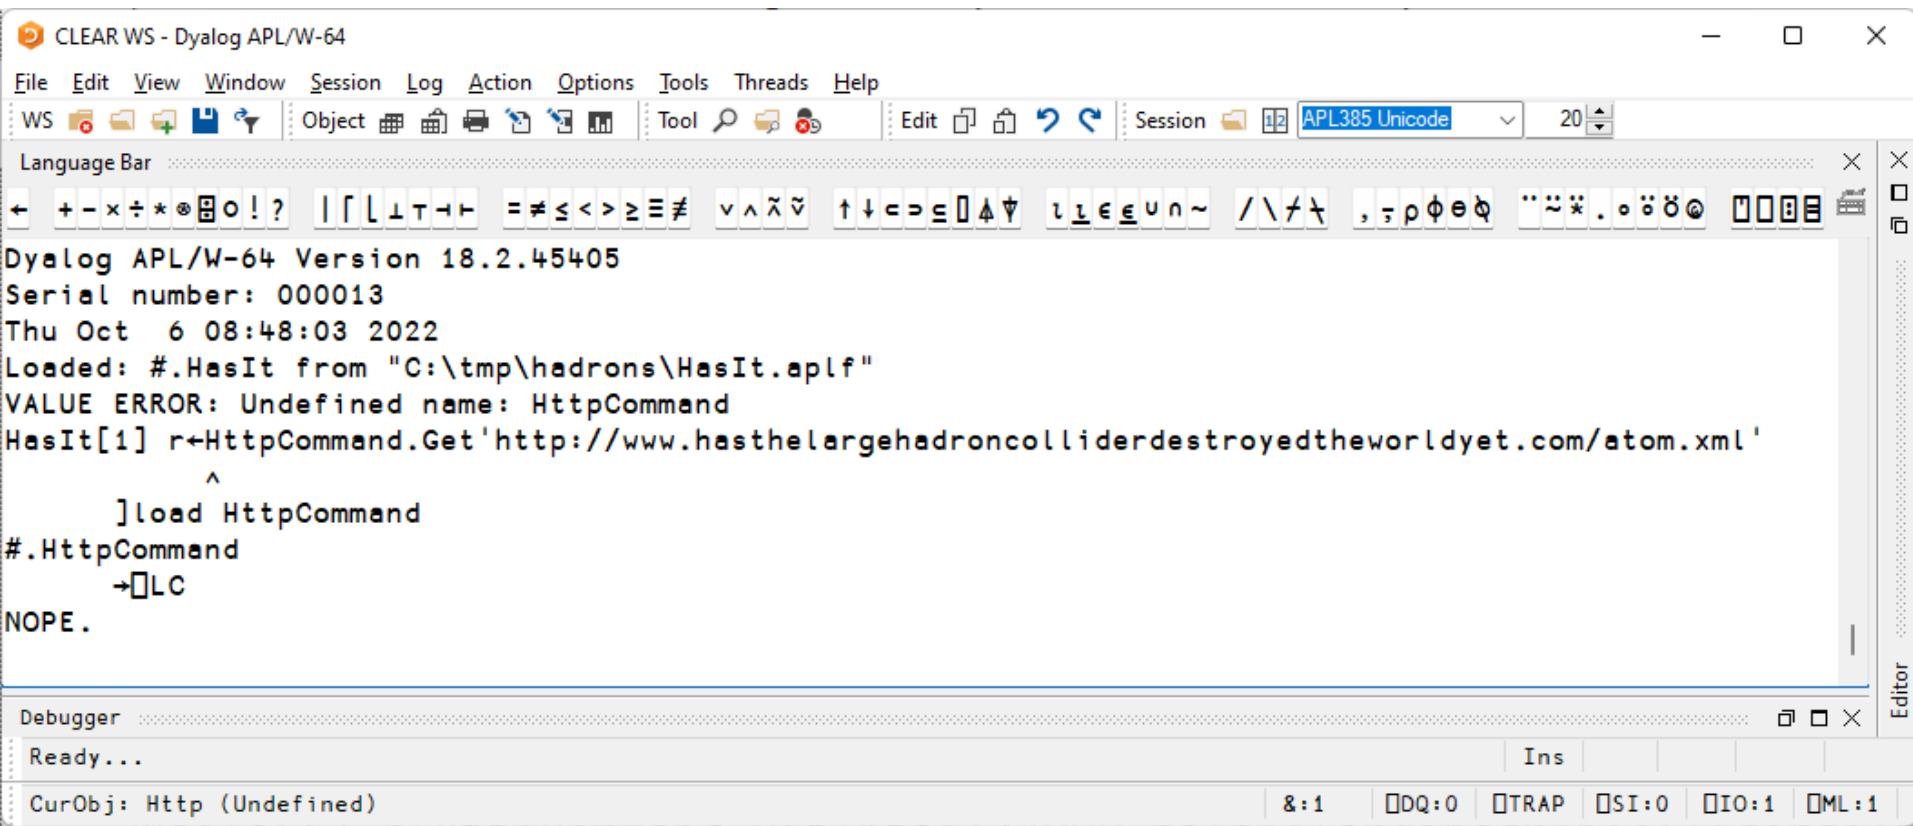 CLEAR WS - Dyalog APL/W-64
File Edit View Window Session Log Action Options Tools Threads Help
WS Object Tool Edit Session APL385 Unicode 20
Language Bar
← + - × ÷ * ⍟ ⌹ ○ ! ? | ⌈ ⌊ ⊥ ⊤ ⊣ ⊢ = ≠ ≤ < > ≥ ≡ ≢ ∨ ∧ ⍲ ⍱ ↑ ↓ ⊂ ⊃ ⊆ ⌷ ⍋ ⍒ ⍳ ⍸ ∊ ⍷ ∪ ∩ ~ / \ ⌿ ⍀ , ⍪ ⍴ ⌽ ⊖ ⍉ ¨ ⍨ ⍣ . ∘ ⍤ ⍥ @ ⍞ ⎕ ⍠ ⌸
Dyalog APL/W-64 Version 18.2.45405
Serial number: 000013
Thu Oct  6 08:48:03 2022
Loaded: #.HasIt from "C:\tmp\hadrons\HasIt.aplf"
VALUE ERROR: Undefined name: HttpCommand
HasIt[1] r←HttpCommand.Get'http://www.hasthelargehadroncolliderdestroyedtheworldyet.com/atom.xml'
^
]load HttpCommand
#.HttpCommand
→⎕LC
NOPE.
Editor
Debugger
Ready... Ins
CurObj: Http (Undefined) &:1 ⎕DQ:0 ⎕TRAP ⎕SI:0 ⎕IO:1 ⎕ML:1